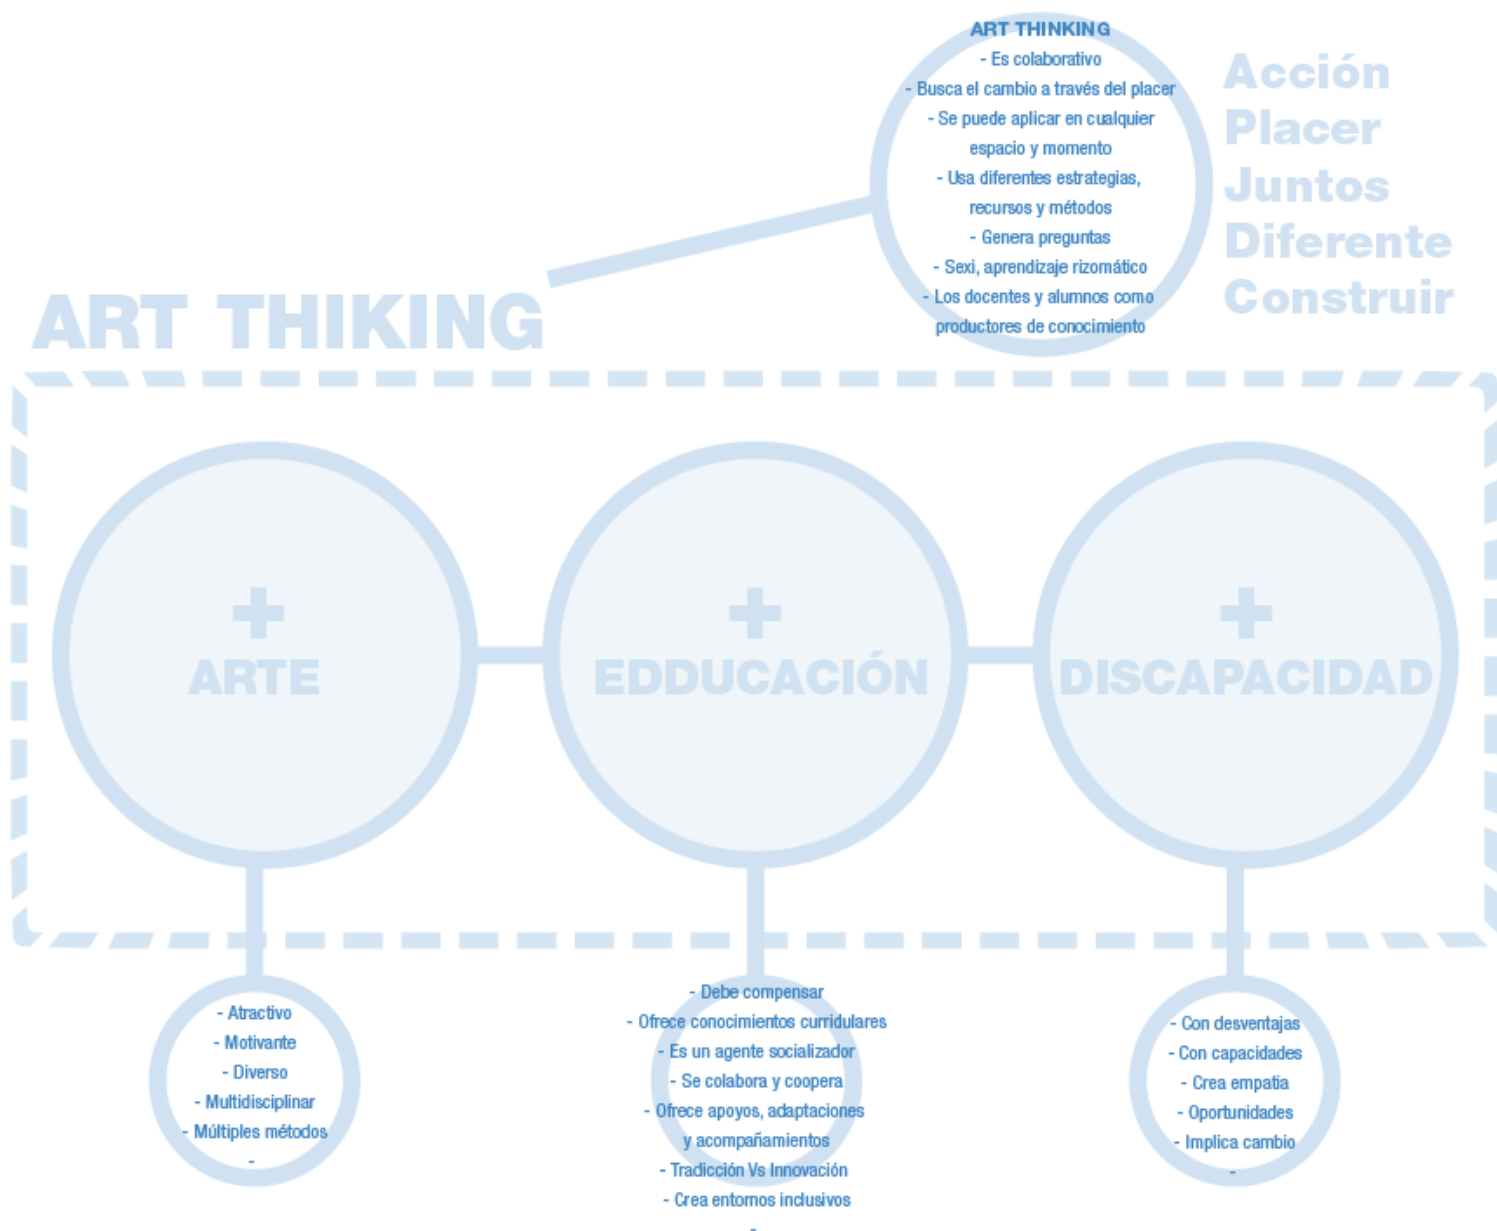 ART THINKING
- Es colaborativo
- Busca el cambio a través del placer
- Se puede aplicar en cualquier
espacio y momento
- Usa diferentes estrategias,
recursos y métodos
- Genera preguntas
- Sexi, aprendizaje rizomático
- Los docentes y alumnos como
productores de conocimiento
Acción
Placer
Juntos
Diferente
Construir
ART THIKING
+
ARTE
+
EDDUCACIÓN
+
DISCAPACIDAD
- Atractivo
- Motivante
- Diverso
- Multidisciplinar
- Múltiples métodos
-
- Debe compensar
- Ofrece conocimientos curridulares
- Es un agente socializador
- Se colabora y coopera
- Ofrece apoyos, adaptaciones
y acompañamientos
- Tradicción Vs Innovación
- Crea entornos inclusivos
-
- Con desventajas
- Con capacidades
- Crea empatia
- Oportunidades
- Implica cambio
-